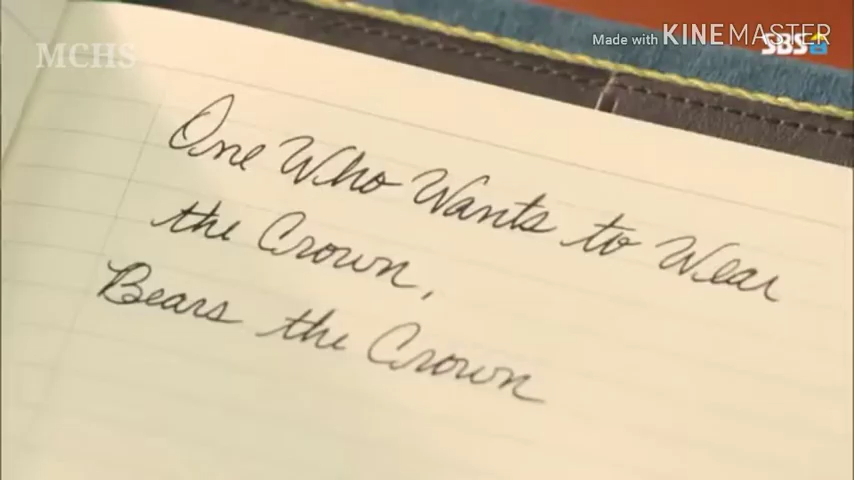 MCHS
Made with KINEMASTER
SBS
One Who Wants to Wear
the Crown,
Bears the Crown